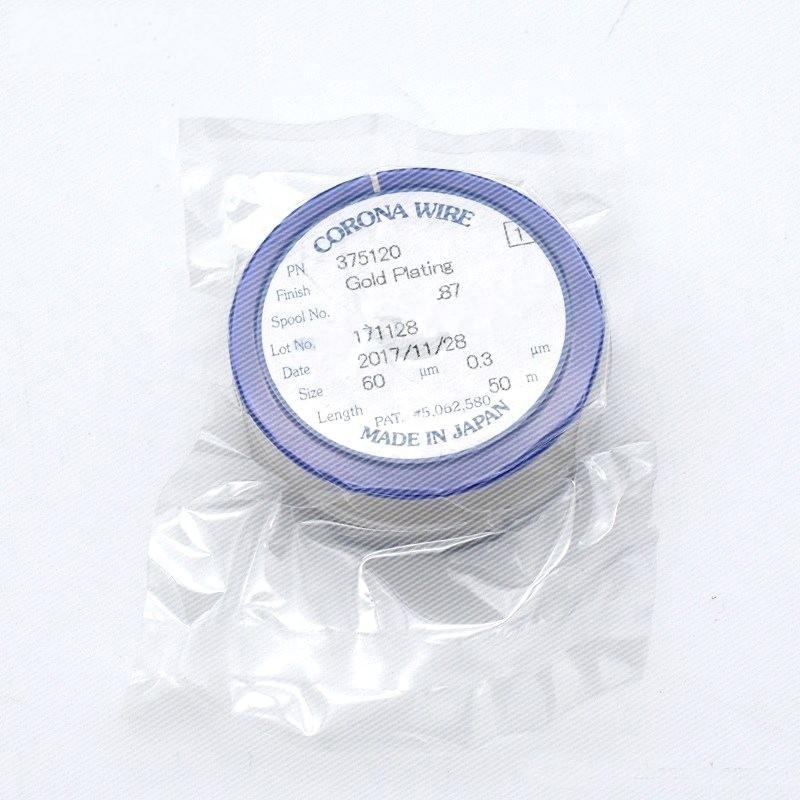 CORONA WIRE
1
PN 375120
Finish Gold Plating
Spool No. .87
Lot No. 171128
Date 2017/11/28
Size 60 μm 0.3 μm
Length 50 m
PAT. #5,062,580
MADE IN JAPAN